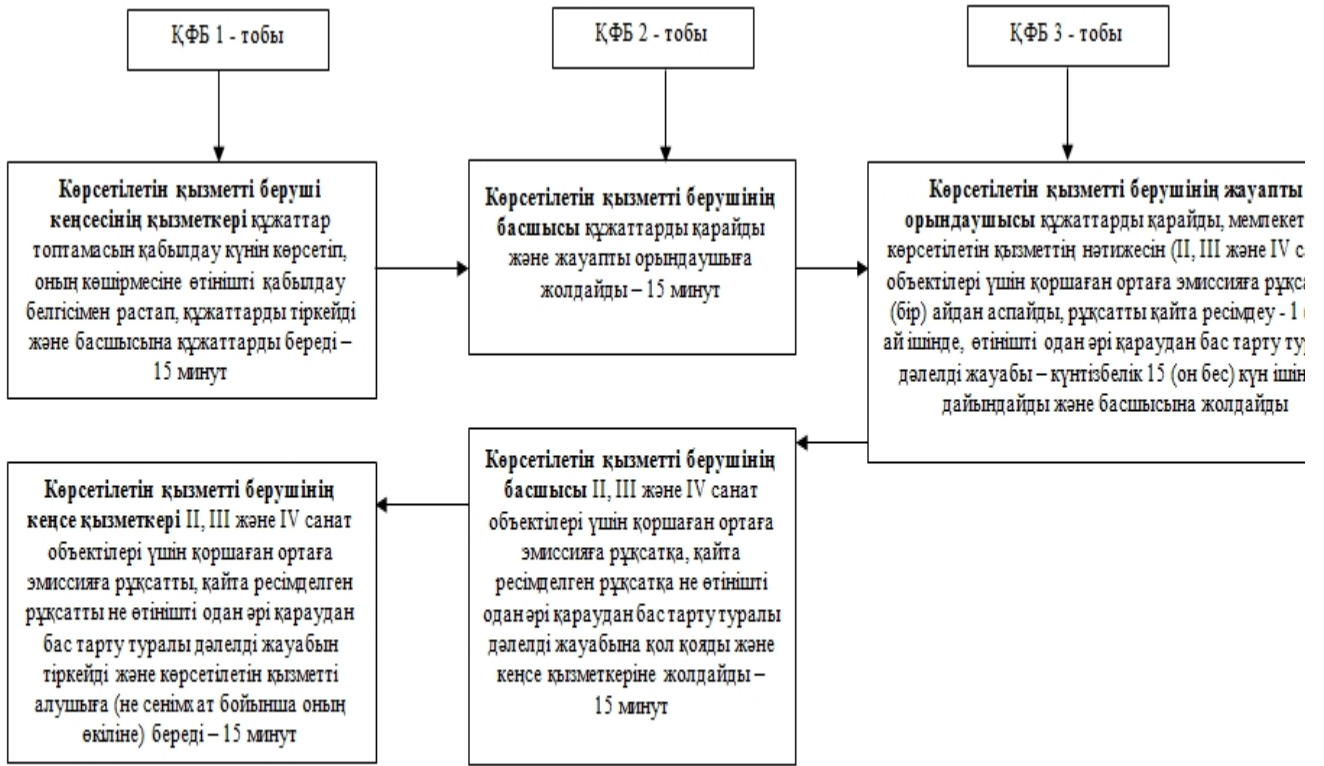 ҚФБ 1 - тобы
ҚФБ 2 - тобы
ҚФБ 3 - тобы
Көрсетілетін қызметті беруші
кеңсесінің қызметкері құжаттар
топтамасын қабылдау күнін көрсетіп,
оның көшірмесіне өтінішті қабылдау
белгісімен растап, құжаттарды тіркейді
және басшысына құжаттарды береді –
15 минут
Көрсетілетін қызметті берушінің
басшысы құжаттарды қарайды
және жауапты орындаушыға
жолдайды – 15 минут
Көрсетілетін қызметті берушінің жауапты
орындаушысы құжаттарды қарайды,
көрсетілетін қызметтің нәтижесін (II, III және IV
объектілері үшін қоршаған ортаға эмиссияға
(бір) айдан аспайды, рұқсатты қайта ресімдеу - 1
ай ішінде, өтінішті одан әрі қараудан бас тарту
дәлелді жауабы – күнтізбелік 15 (он бес) күн
дайындайды және басшысына жолдайды
Көрсетілетін қызметті берушінің
басшысы II, III және IV санат
объектілері үшін қоршаған ортаға
эмиссияға рұқсатқа, қайта
ресімделген рұқсатқа не өтінішті
одан әрі қараудан бас тарту туралы
дәлелді жауабына қол қояды және
кеңсе қызметкеріне жолдайды –
15 минут
Көрсетілетін қызметті берушінің
кеңсе қызметкері II, III және IV санат
объектілері үшін қоршаған ортаға
эмиссияға рұқсатты, қайта ресімделген
рұқсатты не өтінішті одан әрі қараудан
бас тарту туралы дәлелді жауабын
тіркейді және көрсетілетін қызметті
алушыға (не сенімхат бойынша оның
өкіліне) береді – 15 минут